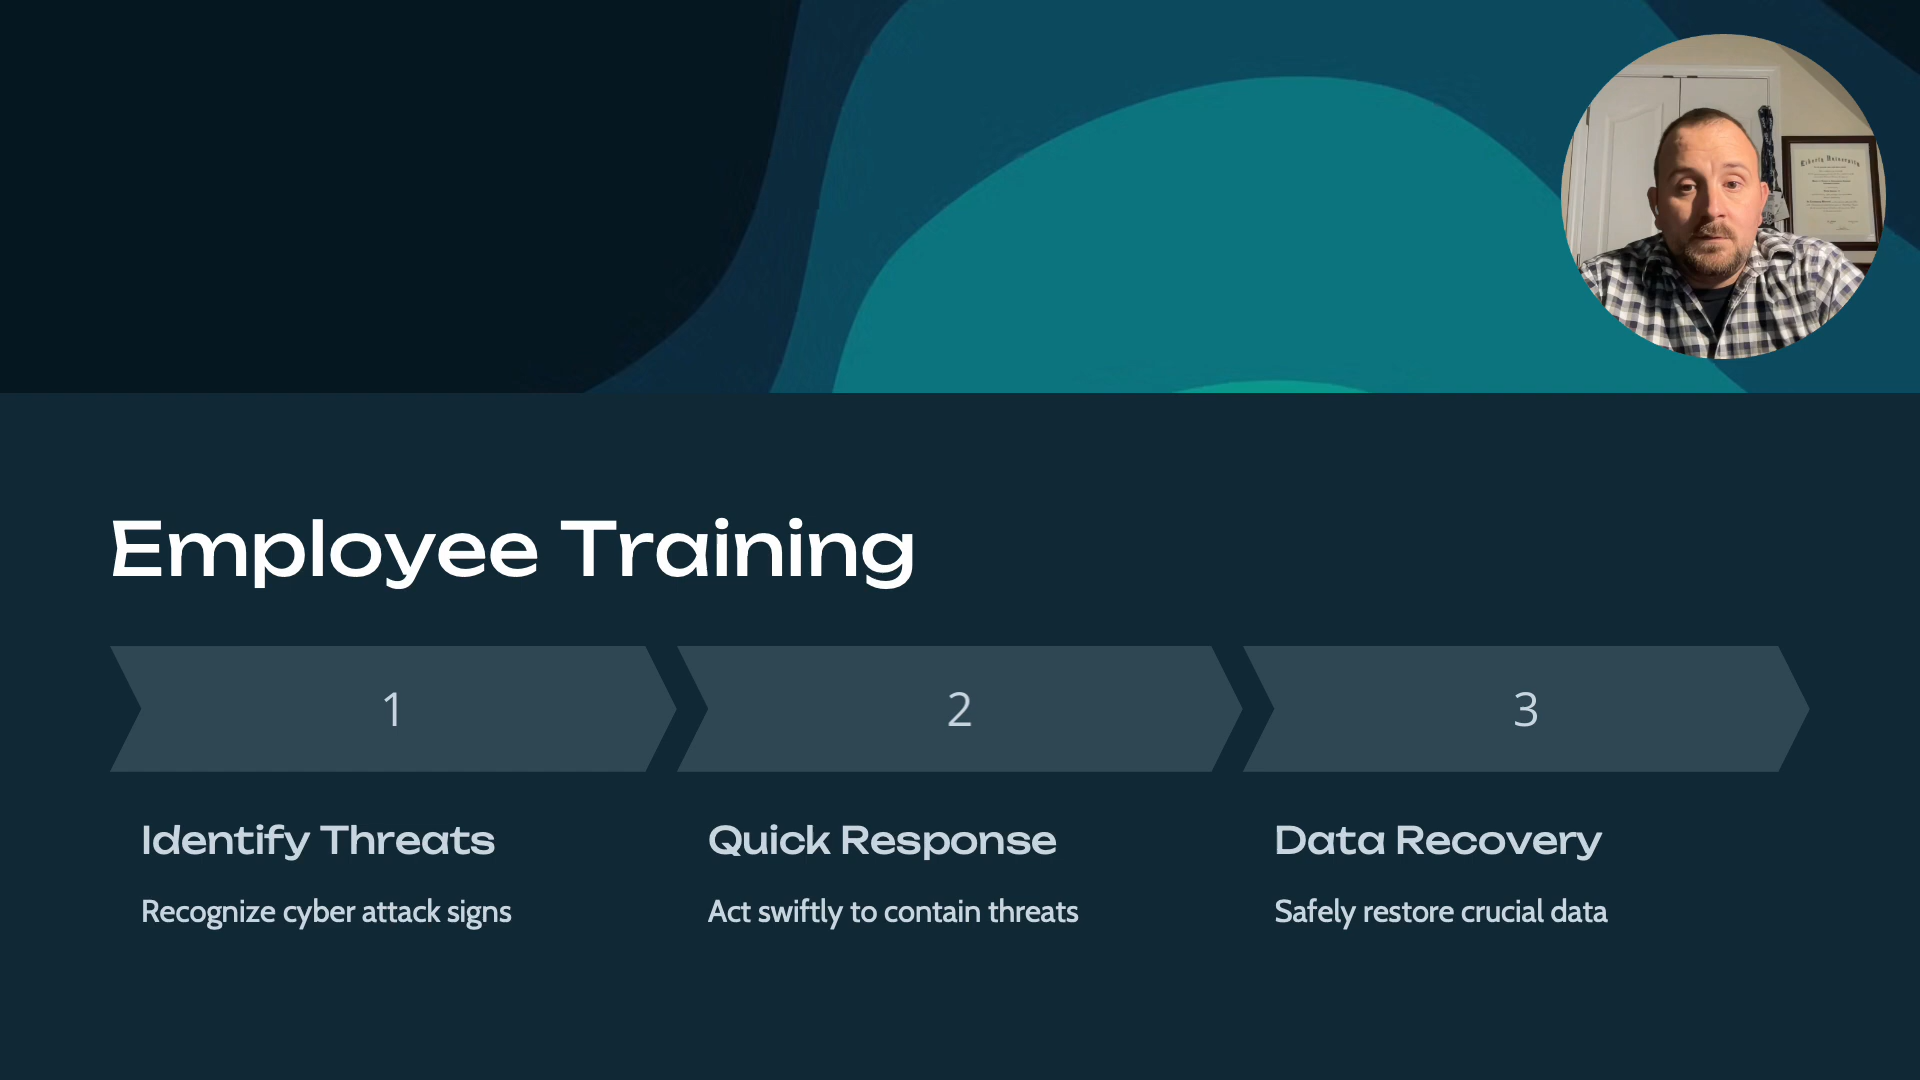 Employee Training
1
2
3
Identify Threats
Quick Response
Data Recovery
Recognize cyber attack signs
Act swiftly to contain threats
Safely restore crucial data